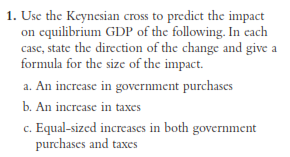 1. Use the Keynesian cross to predict the impact
on equilibrium GDP of the following. In each
case, state the direction of the change and give a
formula for the size of the impact.
a. An increase in government purchases
b. An increase in taxes
c. Equal-sized increases in both government
purchases and taxes